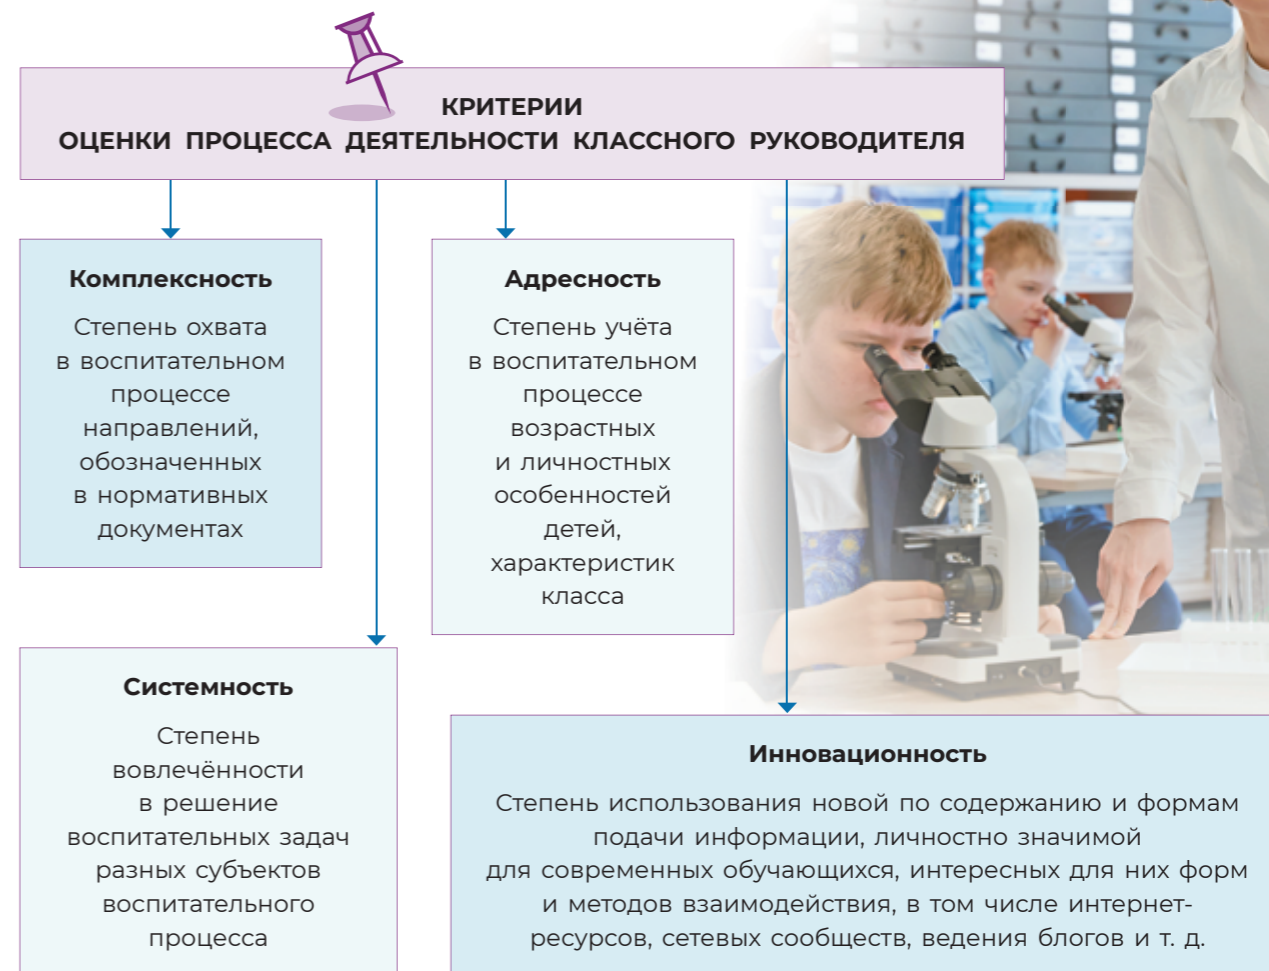 КРИТЕРИИ
ОЦЕНКИ ПРОЦЕССА ДЕЯТЕЛЬНОСТИ КЛАССНОГО РУКОВОДИТЕЛЯ
Комплексность
Степень охвата
в воспитательном
процессе
направлений,
обозначенных
в нормативных
документах
Адресность
Степень учёта
в воспитательном
процессе
возрастных
и личностных
особенностей
детей,
характеристик
класса
Системность
Степень
вовлечённости
в решение
воспитательных задач
разных субъектов
воспитательного
процесса
Инновационность
Степень использования новой по содержанию и формам
подачи информации, личностно значимой
для современных обучающихся, интересных для них форм
и методов взаимодействия, в том числе интернет-
ресурсов, сетевых сообществ, ведения блогов и т. д.